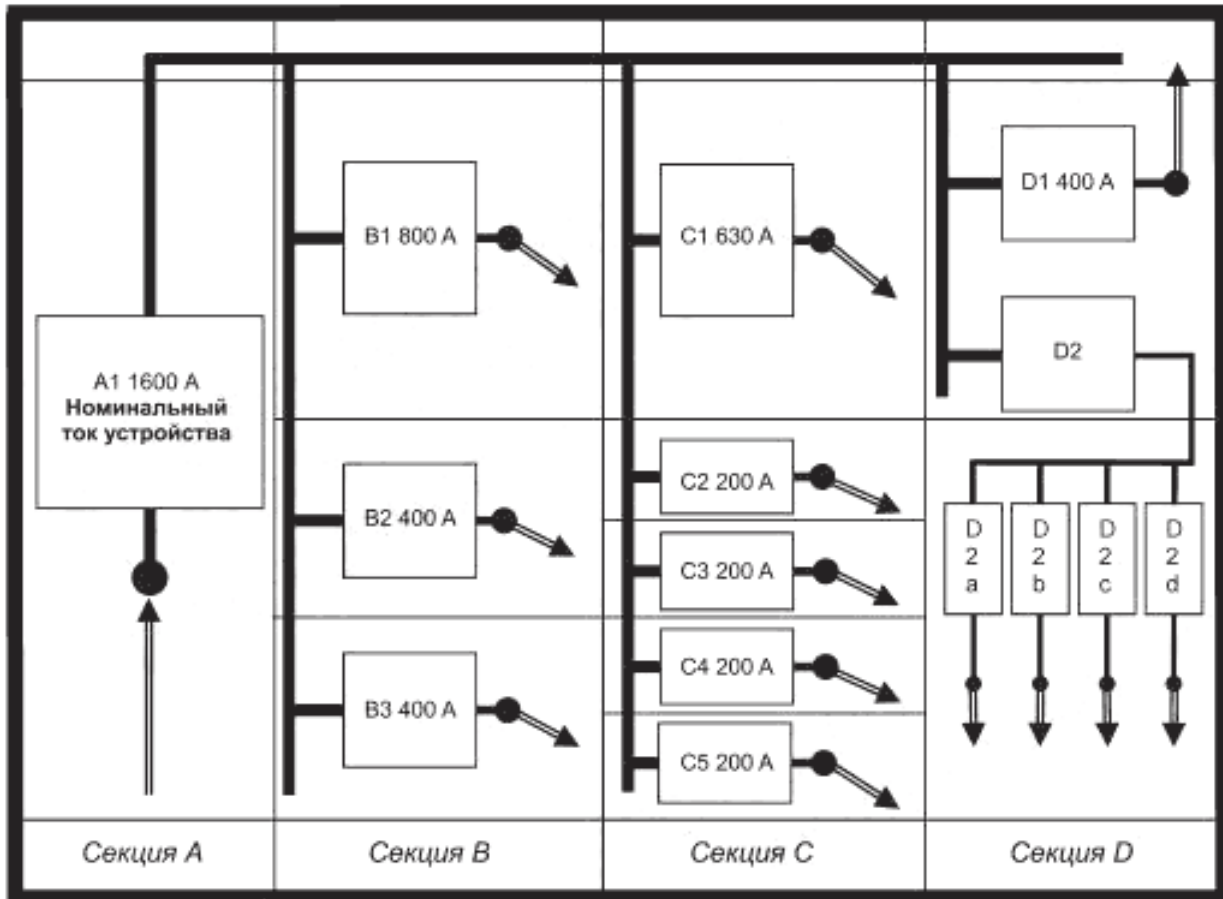 A1 1600 A
Номинальный
ток устройства
B1 800 A
B2 400 A
B3 400 A
C1 630 A
C2 200 A
C3 200 A
C4 200 A
C5 200 A
D1 400 A
D2
D
2
a
D
2
b
D
2
c
D
2
d
Секция A
Секция B
Секция C
Секция D